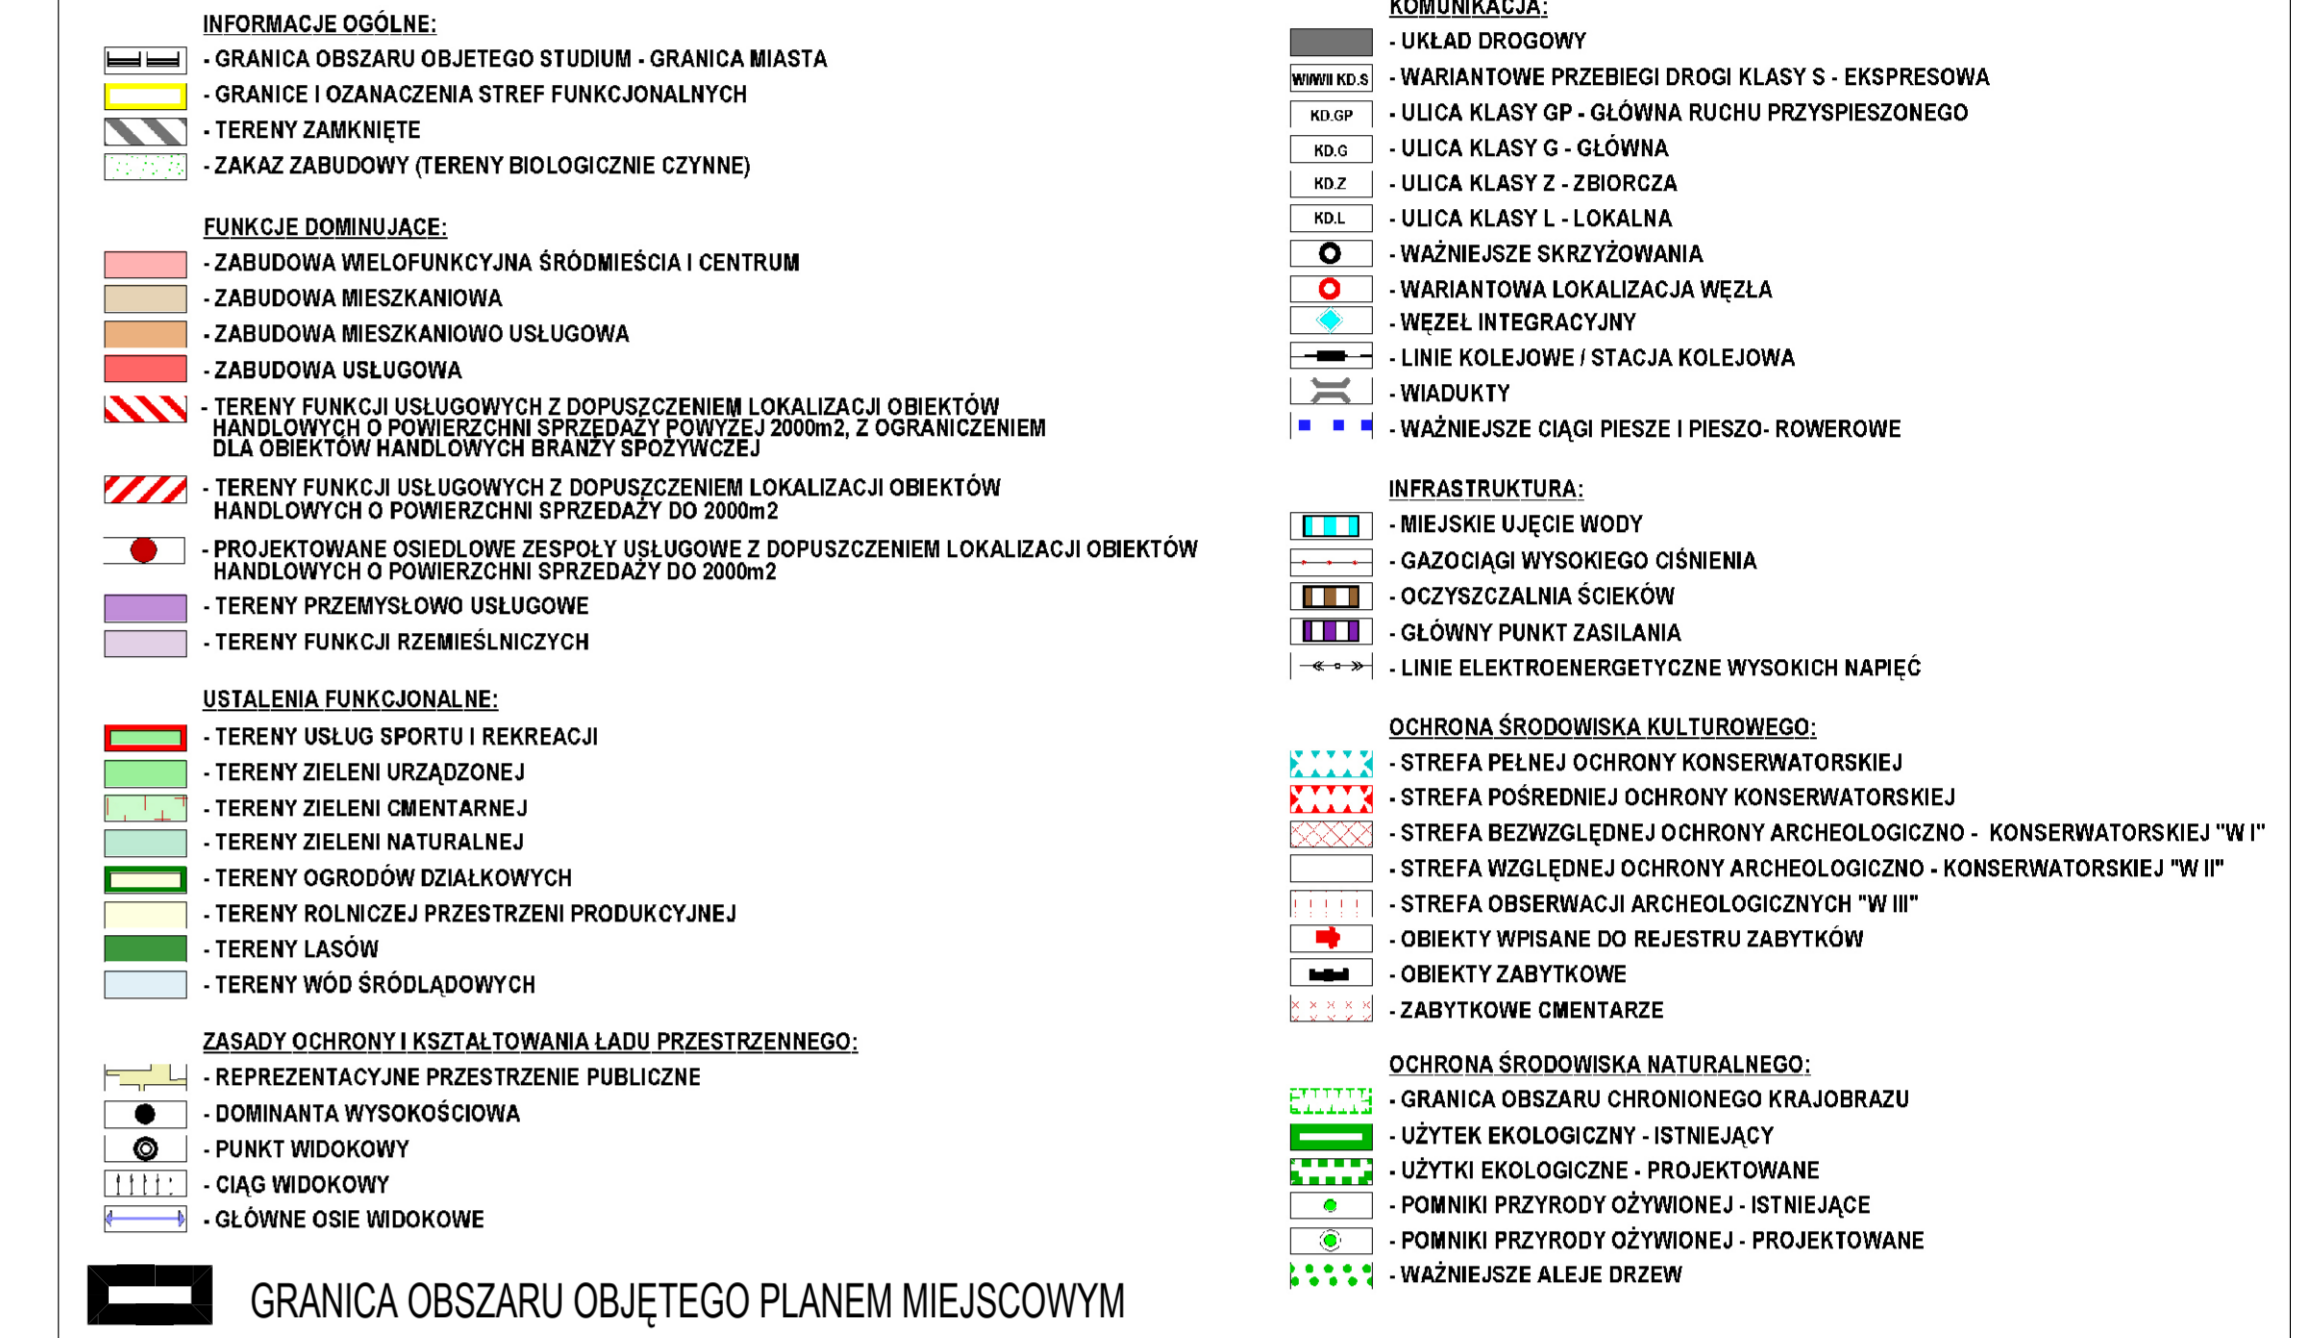 INFORMACJE OGÓLNE:
- GRANICA OBSZARU OBJETEGO STUDIUM - GRANICA MIASTA
- GRANICE I OZANACZENIA STREF FUNKCJONALNYCH
- TERENY ZAMKNIĘTE
- ZAKAZ ZABUDOWY (TERENY BIOLOGICZNIE CZYNNE)
FUNKCJE DOMINUJĄCE:
- ZABUDOWA WIELOFUNKCYJNA ŚRÓDMIEŚCIA I CENTRUM
- ZABUDOWA MIESZKANIOWA
- ZABUDOWA MIESZKANIOWO USŁUGOWA
- ZABUDOWA USŁUGOWA
- TERENY FUNKCJI USŁUGOWYCH Z DOPUSZCZENIEM LOKALIZACJI OBIEKTÓW
HANDLOWYCH O POWIERZCHNI SPRZEDAŻY POWYŻEJ 2000m2, Z OGRANICZENIEM
DLA OBIEKTÓW HANDLOWYCH BRANŻY SPOŻYWCZEJ
- TERENY FUNKCJI USŁUGOWYCH Z DOPUSZCZENIEM LOKALIZACJI OBIEKTÓW
HANDLOWYCH O POWIERZCHNI SPRZEDAŻY DO 2000m2
- PROJEKTOWANE OSIEDLOWE ZESPOŁY USŁUGOWE Z DOPUSZCZENIEM LOKALIZACJI OBIEKTÓW
HANDLOWYCH O POWIERZCHNI SPRZEDAŻY DO 2000m2
- TERENY PRZEMYSŁOWO USŁUGOWE
- TERENY FUNKCJI RZEMIEŚLNICZYCH
USTALENIA FUNKCJONALNE:
- TERENY USŁUG SPORTU I REKREACJI
- TERENY ZIELENI URZĄDZONEJ
- TERENY ZIELENI CMENTARNEJ
- TERENY ZIELENI NATURALNEJ
- TERENY OGRODÓW DZIAŁKOWYCH
- TERENY ROLNICZEJ PRZESTRZENI PRODUKCYJNEJ
- TERENY LASÓW
- TERENY WÓD ŚRÓDLĄDOWYCH
ZASADY OCHRONY I KSZTAŁTOWANIA ŁADU PRZESTRZENNEGO:
- REPREZENTACYJNE PRZESTRZENIE PUBLICZNE
- DOMINANTA WYSOKOŚCIOWA
- PUNKT WIDOKOWY
- CIĄG WIDOKOWY
- GŁÓWNE OSIE WIDOKOWE
GRANICA OBSZARU OBJĘTEGO PLANEM MIEJSCOWYM
KOMUNIKACJA:
- UKŁAD DROGOWY
WI/WII KD.S - WARIANTOWE PRZEBIEGI DROGI KLASY S - EKSPRESOWA
KD.GP - ULICA KLASY GP - GŁÓWNA RUCHU PRZYSPIESZONEGO
KD.G - ULICA KLASY G - GŁÓWNA
KD.Z - ULICA KLASY Z - ZBIORCZA
KD.L - ULICA KLASY L - LOKALNA
- WAŻNIEJSZE SKRZYŻOWANIA
- WARIANTOWA LOKALIZACJA WĘZŁA
- WĘZEŁ INTEGRACYJNY
- LINIE KOLEJOWE / STACJA KOLEJOWA
- WIADUKTY
- WAŻNIEJSZE CIĄGI PIESZE I PIESZO- ROWEROWE
INFRASTRUKTURA:
- MIEJSKIE UJĘCIE WODY
- GAZOCIĄGI WYSOKIEGO CIŚNIENIA
- OCZYSZCZALNIA ŚCIEKÓW
- GŁÓWNY PUNKT ZASILANIA
- LINIE ELEKTROENERGETYCZNE WYSOKICH NAPIĘĆ
OCHRONA ŚRODOWISKA KULTUROWEGO:
- STREFA PEŁNEJ OCHRONY KONSERWATORSKIEJ
- STREFA POŚREDNIEJ OCHRONY KONSERWATORSKIEJ
- STREFA BEZWZGLĘDNEJ OCHRONY ARCHEOLOGICZNO - KONSERWATORSKIEJ "W I"
- STREFA WZGLĘDNEJ OCHRONY ARCHEOLOGICZNO - KONSERWATORSKIEJ "W II"
- STREFA OBSERWACJI ARCHEOLOGICZNYCH "W III"
- OBIEKTY WPISANE DO REJESTRU ZABYTKÓW
- OBIEKTY ZABYTKOWE
- ZABYTKOWE CMENTARZE
OCHRONA ŚRODOWISKA NATURALNEGO:
- GRANICA OBSZARU CHRONIONEGO KRAJOBRAZU
- UŻYTEK EKOLOGICZNY - ISTNIEJĄCY
- UŻYTKI EKOLOGICZNE - PROJEKTOWANE
- POMNIKI PRZYRODY OŻYWIONEJ - ISTNIEJĄCE
- POMNIKI PRZYRODY OŻYWIONEJ - PROJEKTOWANE
- WAŻNIEJSZE ALEJE DRZEW